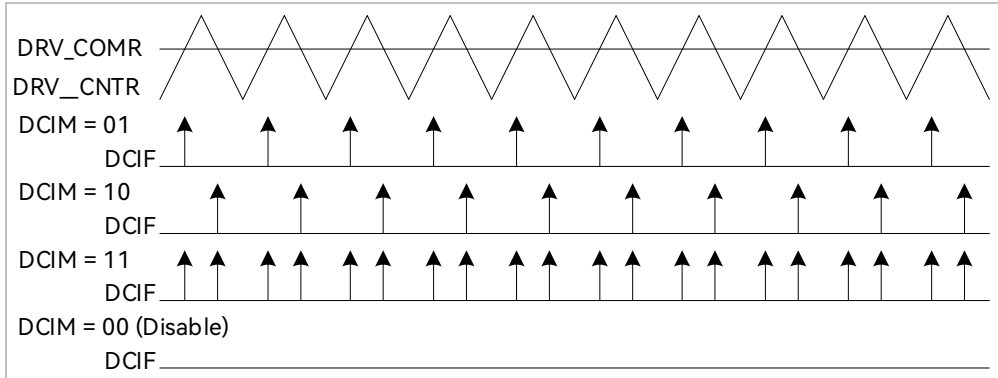 DRV_COMR
DRV__CNTR
DCIM = 01
DCIF
DCIM = 10
DCIF
DCIM = 11
DCIF
DCIM = 00 (Disable)
DCIF